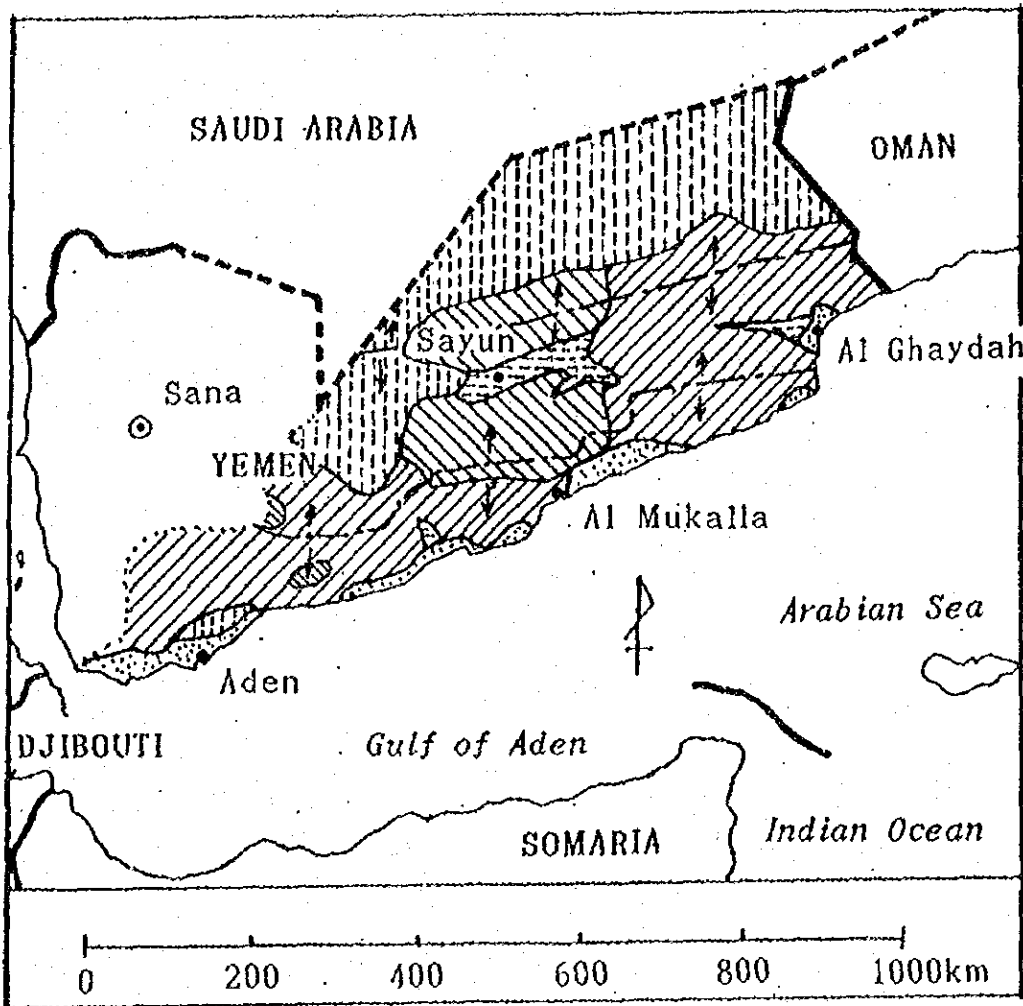 SAUDI ARABIA
OMAN
Sayun
Al Ghaydah
Sana
YEMEN
Al Mukalla
Arabian Sea
Aden
DJIBOUTI
Gulf of Aden
SOMARIA
Indian Ocean
0 200 400 600 800 1000km